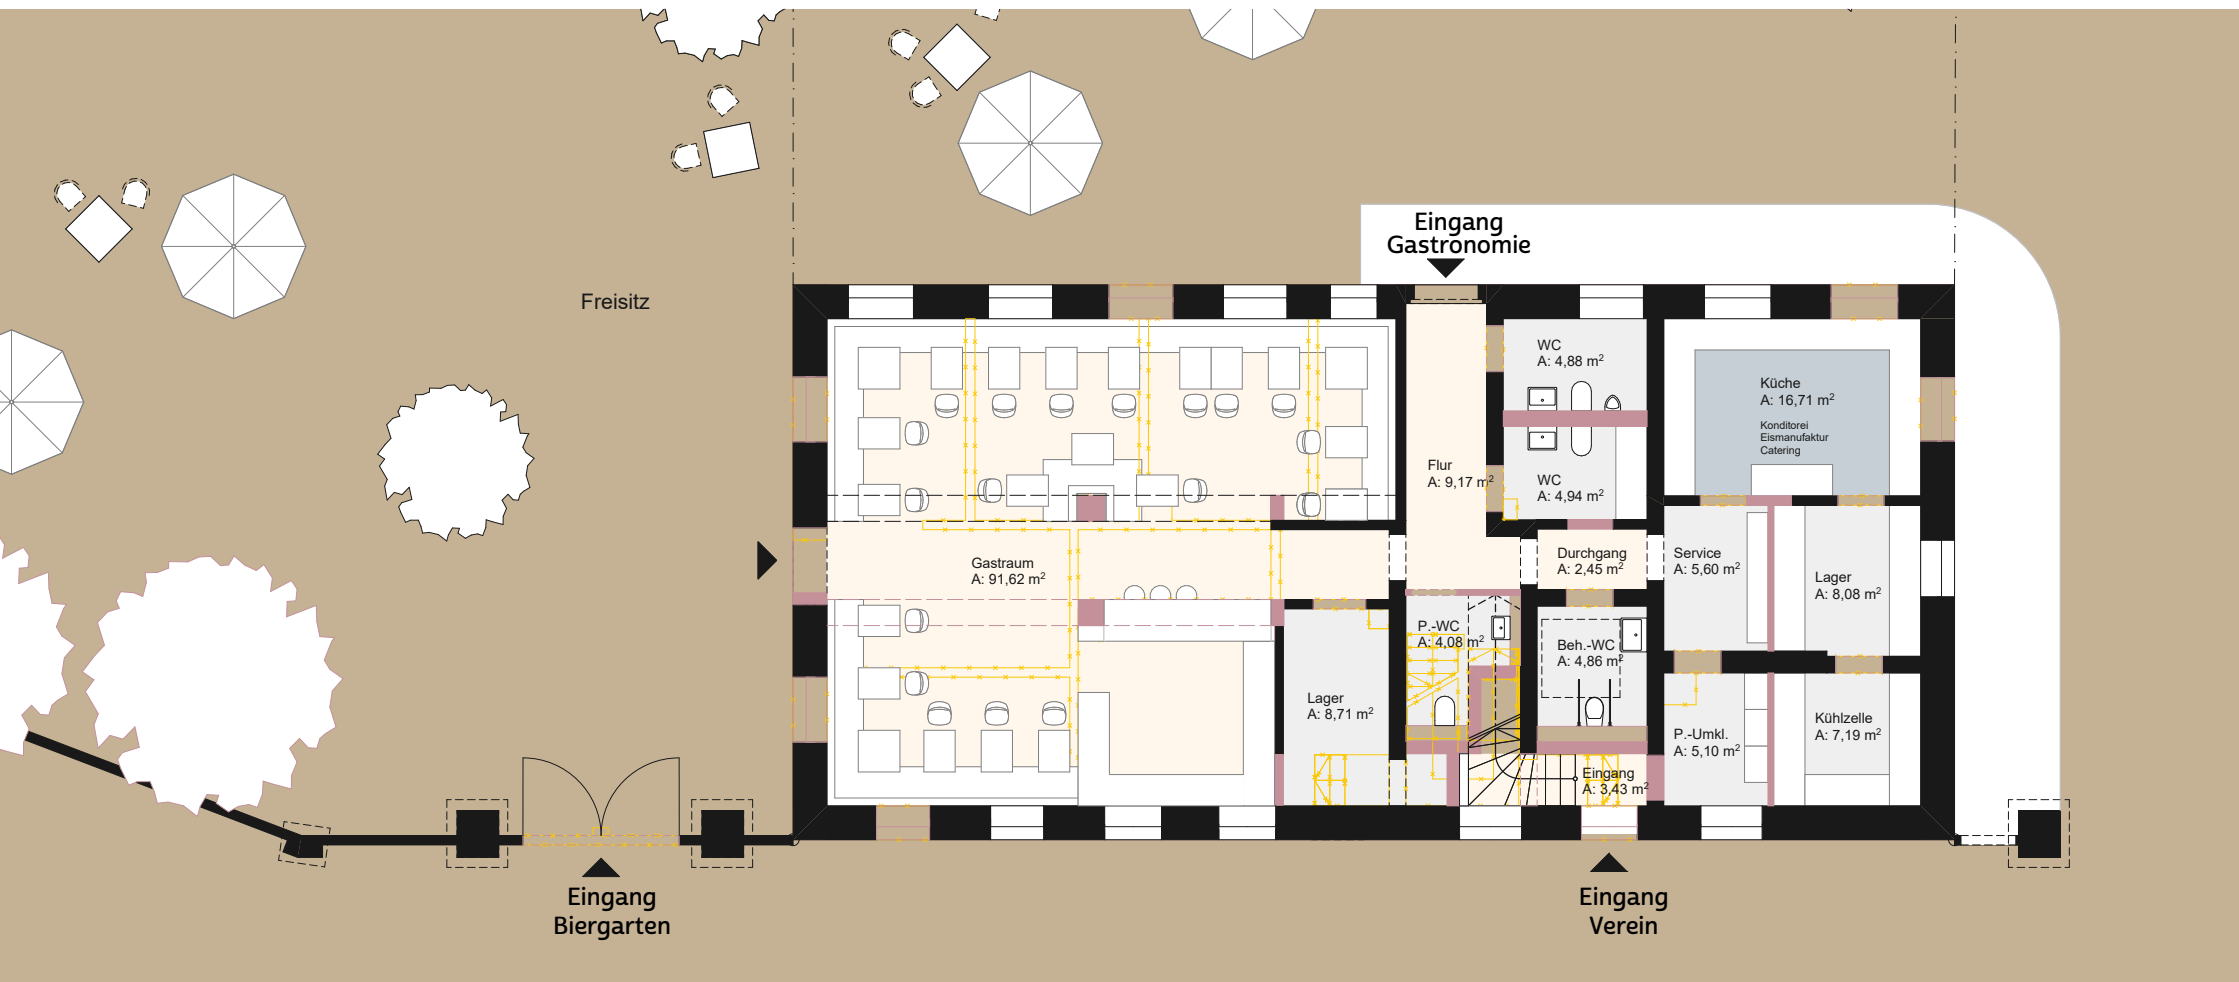 Eingang
Gastronomie
Freisitz
WC
A: 4,88 m²
Küche
A: 16,71 m²
Konditorei
Eismanufaktur
Catering
Flur
A: 9,17 m²
WC
A: 4,94 m²
Gastraum
A: 91,62 m²
Durchgang
A: 2,45 m²
Service
A: 5,60 m²
Lager
A: 8,08 m²
P.-WC
A: 4,08 m²
Beh.-WC
A: 4,86 m²
Lager
A: 8,71 m²
P.-Umkl.
A: 5,10 m²
Kühlzelle
A: 7,19 m²
Eingang
A: 3,43 m²
Eingang
Biergarten
Eingang
Verein